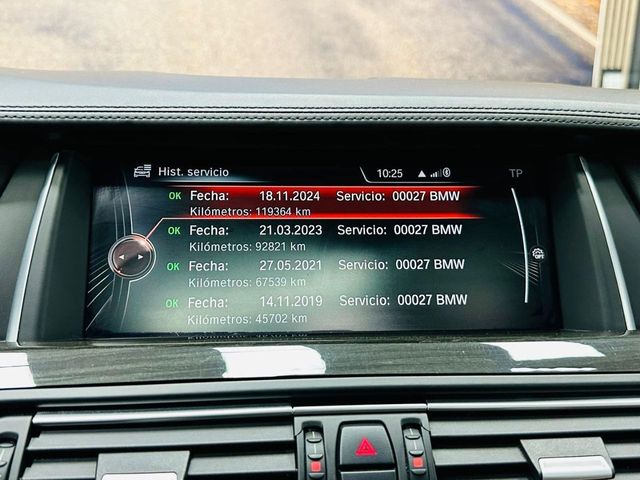 Hist. servicio 10:25 TP
OK Fecha: 18.11.2024 Servicio: 00027 BMW
Kilómetros: 119364 km
OK Fecha: 21.03.2023 Servicio: 00027 BMW
Kilómetros: 92821 km
OK Fecha: 27.05.2021 Servicio: 00027 BMW
Kilómetros: 67539 km
OK Fecha: 14.11.2019 Servicio: 00027 BMW
Kilómetros: 45702 km